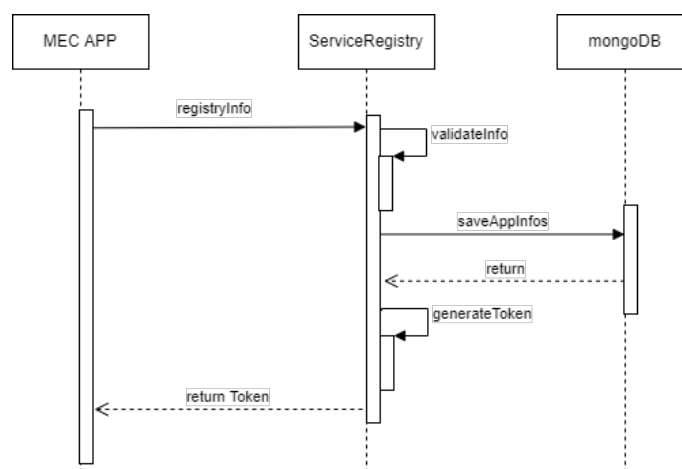 MEC APP
ServiceRegistry
mongoDB
registryInfo
validateInfo
saveAppInfos
return
generateToken
return Token